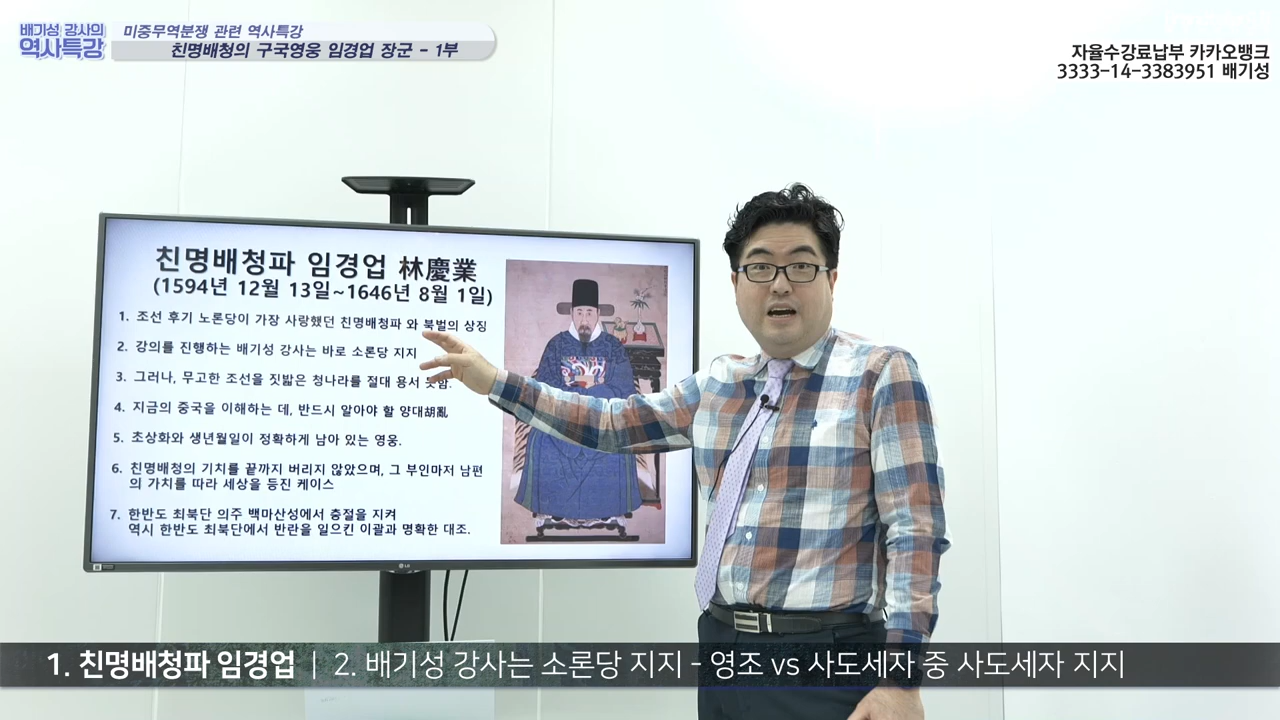 배기성 강사의
역사특강
미중무역분쟁 관련 역사특강
친명배청의 구국영웅 임경업 장군 - 1부
자율수강료납부 카카오뱅크
3333-14-3383951 배기성
친명배청파 임경업 林慶業
(1594년 12월 13일~1646년 8월 1일)
1. 조선 후기 노론당이 가장 사랑했던 친명배청파 와 북벌의 상징
2. 강의를 진행하는 배기성 강사는 바로 소론당 지지
3. 그러나, 무고한 조선을 짓밟은 청나라를 절대 용서 못함.
4. 지금의 중국을 이해하는 데, 반드시 알아야 할 양대胡亂
5. 초상화와 생년월일이 정확하게 남아 있는 영웅.
6. 친명배청의 기치를 끝까지 버리지 않았으며, 그 부인마저 남편
의 가치를 따라 세상을 등진 케이스
7. 한반도 최북단 의주 백마산성에서 충절을 지켜
역시 한반도 최북단에서 반란을 일으킨 이괄과 명확한 대조.
LG
1. 친명배청파 임경업 | 2. 배기성 강사는 소론당 지지 - 영조 vs 사도세자 중 사도세자 지지